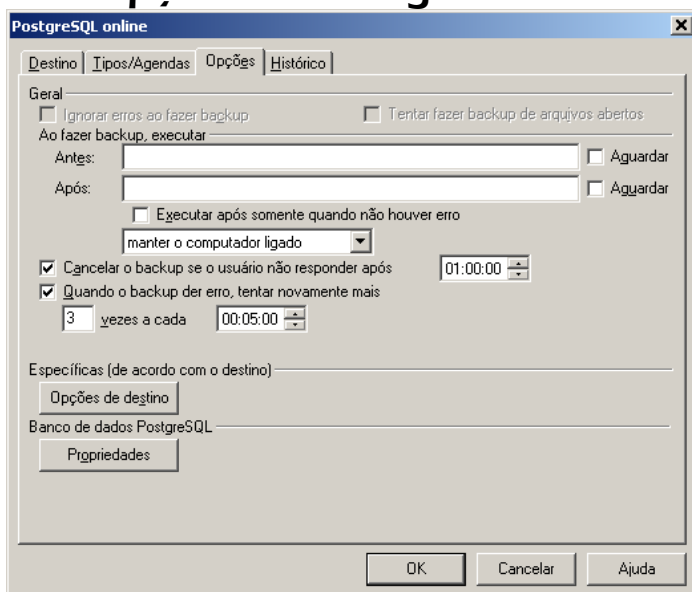 PostgreSQL online
Destino Tipos/Agendas Opções Histórico
Geral
Ignorar erros ao fazer backup Tentar fazer backup de arquivos abertos
Ao fazer backup, executar
Antes: Aguardar
Após: Aguardar
Executar após somente quando não houver erro
manter o computador ligado
Cancelar o backup se o usuário não responder após 01:00:00
Quando o backup der erro, tentar novamente mais
3 vezes a cada 00:05:00
Específicas (de acordo com o destino)
Opções de destino
Banco de dados PostgreSQL
Propriedades
OK Cancelar Ajuda